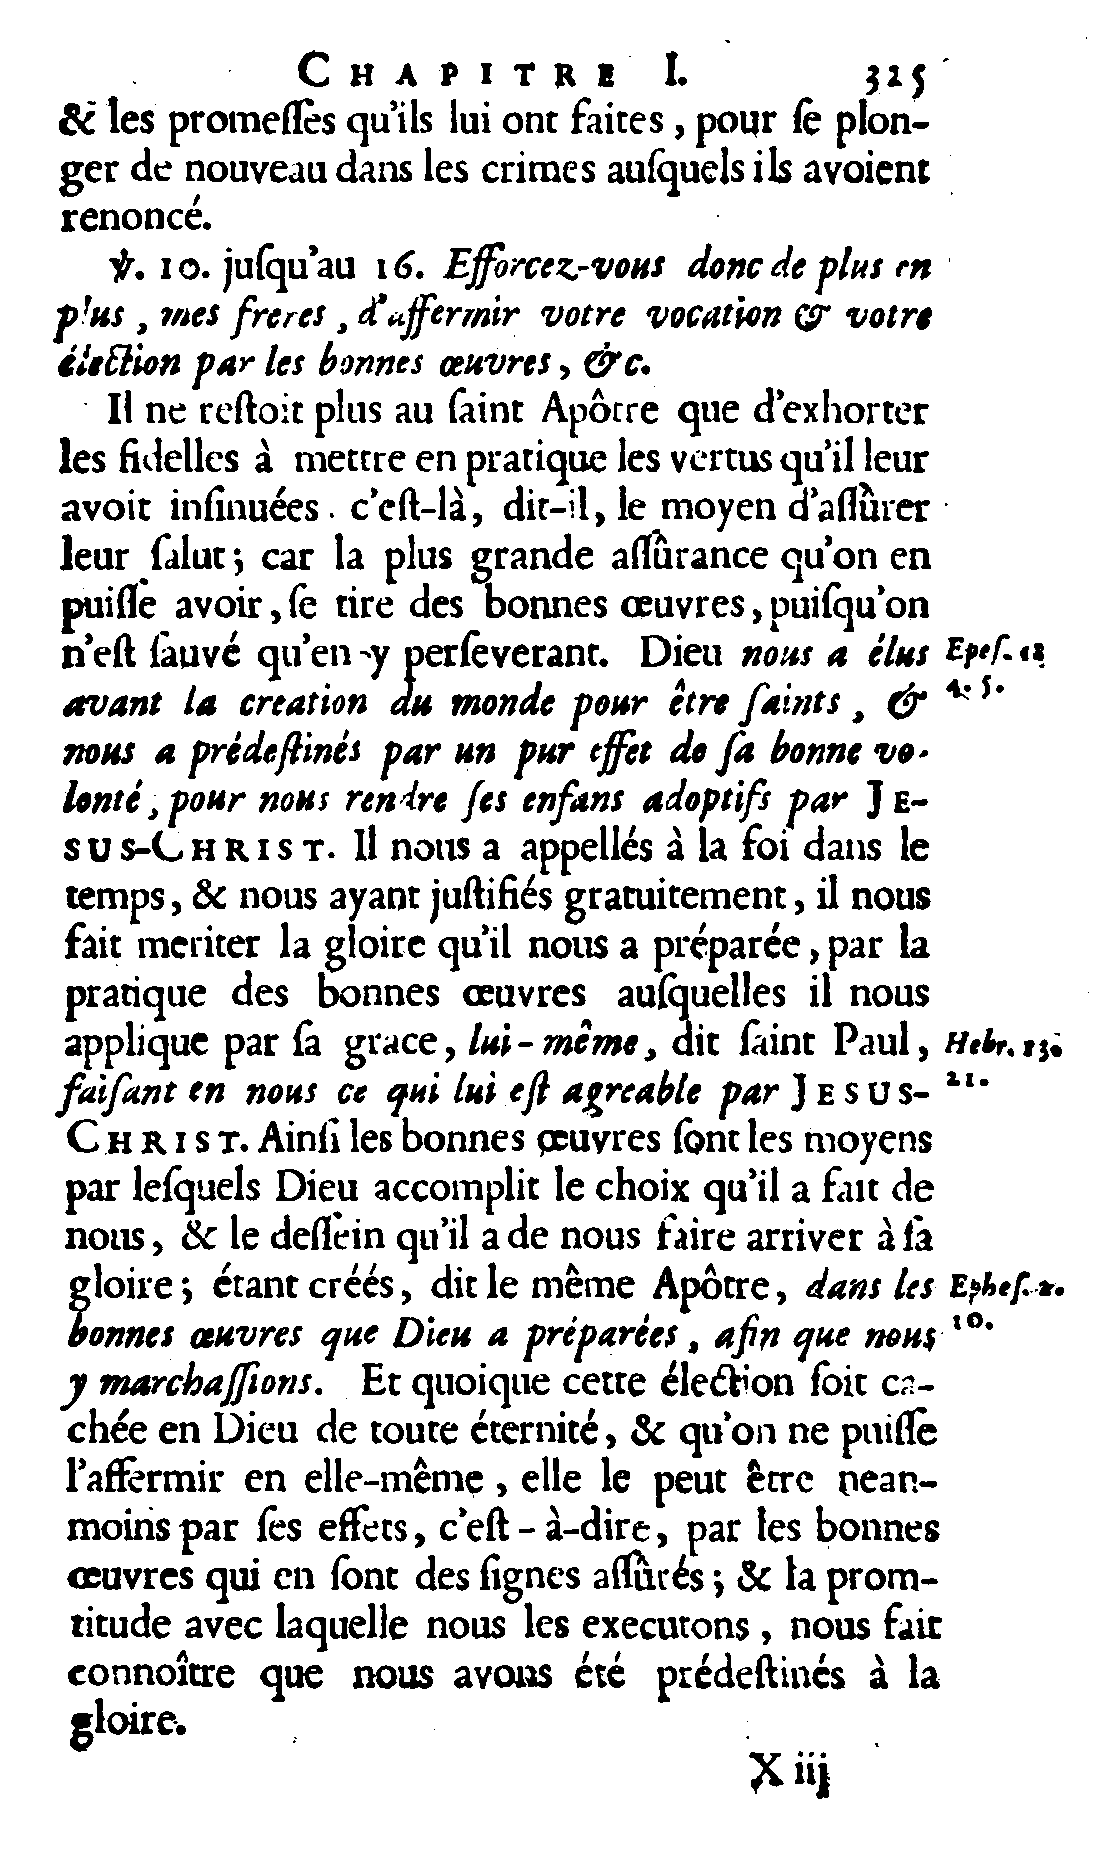 CHAPITRE I. 325
& les promeſſes qu'ils lui ont faites, pour ſe plon-
ger de nouveau dans les crimes auſquels ils avoient
renoncé.
℣. 10. juſqu'au 16. Efforcez-vous donc de plus en
plus, mes freres, d'affermir votre vocation & votre
élection par les bonnes œuvres, &c.
Il ne reſtoit plus au ſaint Apôtre que d'exhorter
les fidelles à mettre en pratique les vertus qu'il leur
avoit inſinuées. c'eſt-là, dit-il, le moyen d'aſſûrer
leur ſalut; car la plus grande aſſûrance qu'on en
puiſſe avoir, ſe tire des bonnes œuvres, puiſqu'on
n'eſt ſauvé qu'en y perſeverant. Dieu nous a élus
Epeſ. 1.
avant la creation du monde pour être ſaints, &
4. 5.
nous a prédeſtinés par un pur effet de ſa bonne vo-
lonté, pour nous rendre ſes enfans adoptifs par JE-
SUS-CHRIST. Il nous a appellés à la foi dans le
temps, & nous ayant juſtifiés gratuitement, il nous
fait meriter la gloire qu'il nous a préparée, par la
pratique des bonnes œuvres auſquelles il nous
applique par ſa grace, lui-même, dit ſaint Paul,
Hebr. 13.
faiſant en nous ce qui lui eſt agreable par JESUS-
21.
CHRIST. Ainſi les bonnes œuvres ſont les moyens
par leſquels Dieu accomplit le choix qu'il a fait de
nous, & le deſſein qu'il a de nous faire arriver à ſa
gloire; étant créés, dit le même Apôtre, dans les
Epheſ. 2.
bonnes œuvres que Dieu a préparées, afin que nous
10.
y marchaſſions. Et quoique cette élection ſoit ca-
chée en Dieu de toute éternité, & qu'on ne puiſſe
l'affermir en elle-même, elle le peut être nean-
moins par ſes effets, c'eſt-à-dire, par les bonnes
œuvres qui en ſont des ſignes aſſûrés; & la prom-
titude avec laquelle nous les executons, nous fait
connoître que nous avons été prédeſtinés à la
gloire.
X iij